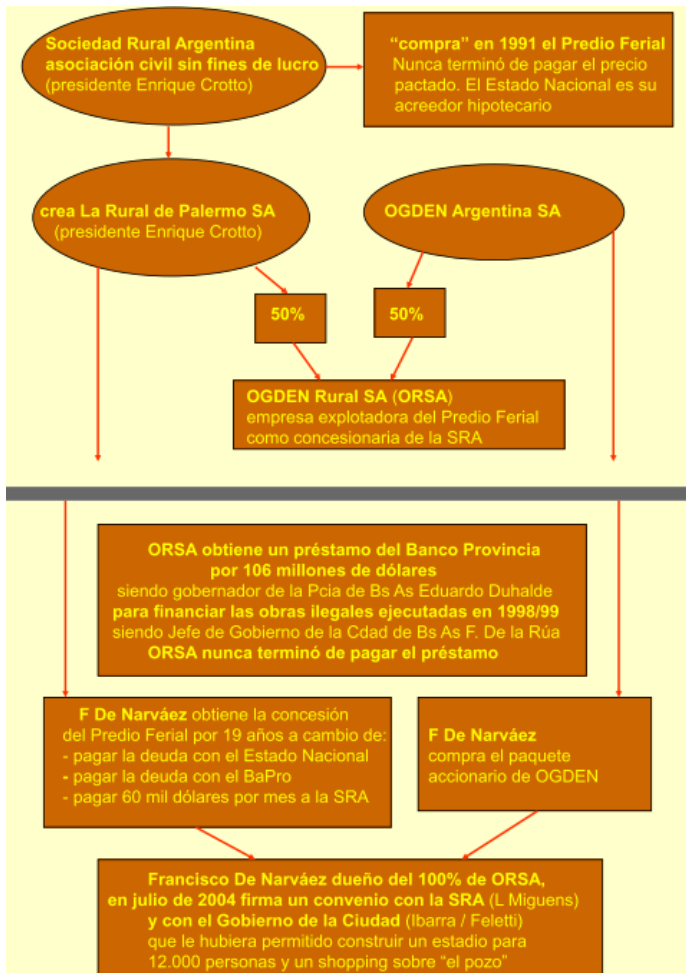 Sociedad Rural Argentina
asociación civil sin fines de lucro
(presidente Enrique Crotto)
“compra” en 1991 el Predio Ferial
Nunca terminó de pagar el precio
pactado. El Estado Nacional es su
acreedor hipotecario
crea La Rural de Palermo SA
(presidente Enrique Crotto)
OGDEN Argentina SA
50%
50%
OGDEN Rural SA (ORSA)
empresa explotadora del Predio Ferial
como concesionaria de la SRA
ORSA obtiene un préstamo del Banco Provincia
por 106 millones de dólares
siendo gobernador de la Pcia de Bs As Eduardo Duhalde
para financiar las obras ilegales ejecutadas en 1998/99
siendo Jefe de Gobierno de la Cdad de Bs As F. De la Rúa
ORSA nunca terminó de pagar el préstamo
F De Narváez obtiene la concesión
del Predio Ferial por 19 años a cambio de:
- pagar la deuda con el Estado Nacional
- pagar la deuda con el BaPro
- pagar 60 mil dólares por mes a la SRA
F De Narváez
compra el paquete
accionario de OGDEN
Francisco De Narváez dueño del 100% de ORSA,
en julio de 2004 firma un convenio con la SRA (L Miguens)
y con el Gobierno de la Ciudad (Ibarra / Feletti)
que le hubiera permitido construir un estadio para
12.000 personas y un shopping sobre “el pozo”